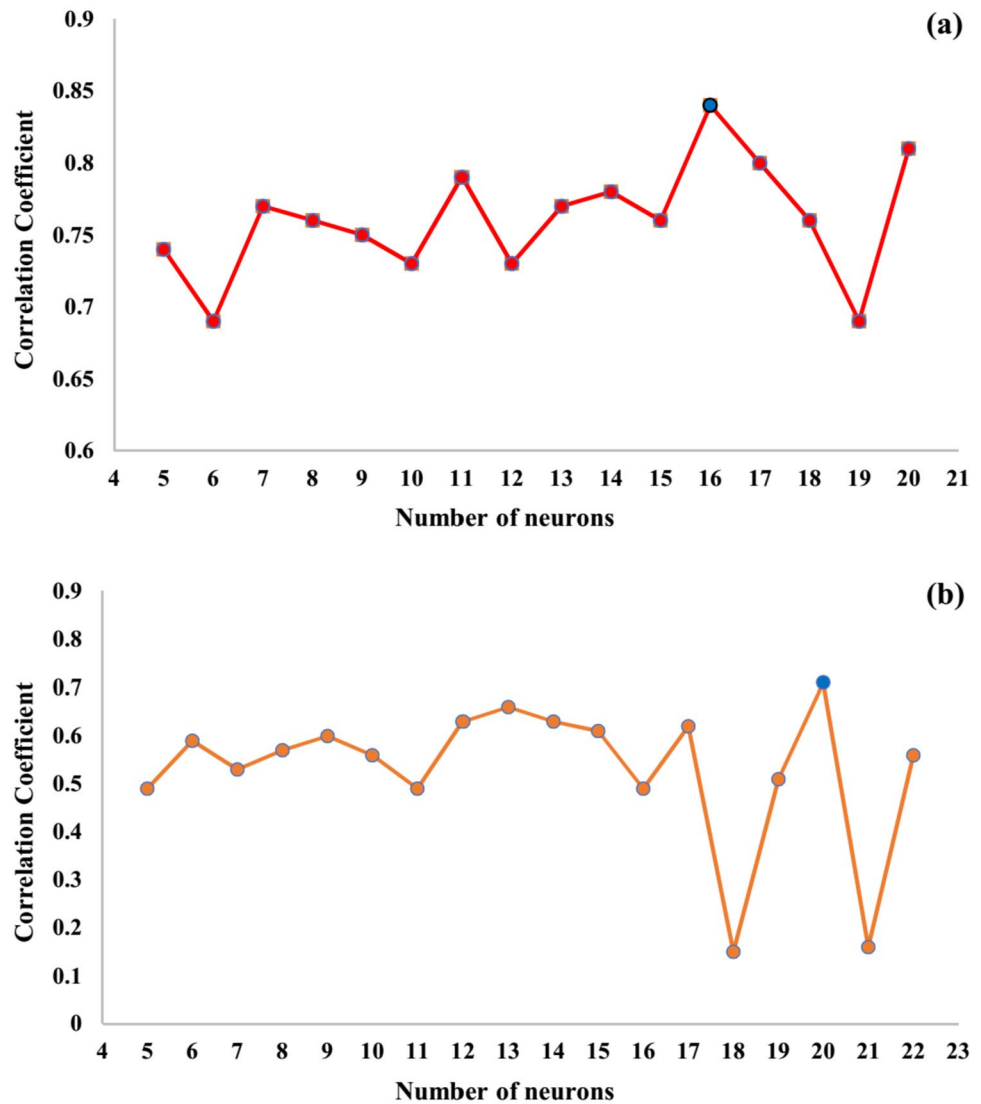 (a)
Correlation Coefficient
0.9
0.85
0.8
0.75
0.7
0.65
0.6
4 5 6 7 8 9 10 11 12 13 14 15 16 17 18 19 20 21
Number of neurons
(b)
Correlation Coefficient
0.9
0.8
0.7
0.6
0.5
0.4
0.3
0.2
0.1
0
4 5 6 7 8 9 10 11 12 13 14 15 16 17 18 19 20 21 22 23
Number of neurons